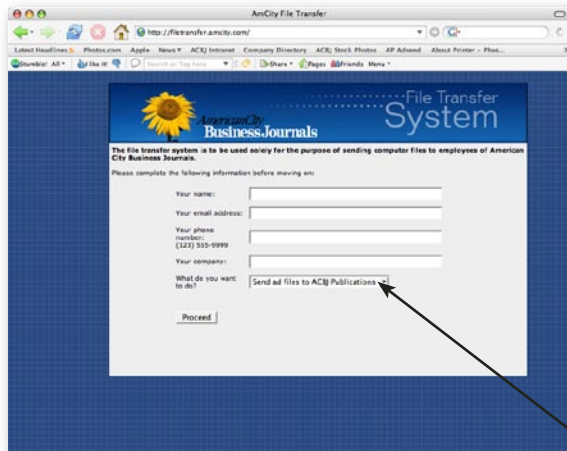 AmCity File Transfer
http://filetransfer.amcity.com/
Latest Headlines Photos.com Apple News ACBJ Intranet Company Directory ACBJ Stock Photos AP Adsend About Printer - Phas...
Stumble! All I like it! Share Pages Friends Menu
File Transfer
System
AmericanCity
Business Journals
The file transfer system is to be used solely for the purpose of sending computer files to employees of American
City Business Journals.
Please complete the following information before moving on:
Your name:
Your email address:
Your phone
number:
(123) 555-9999
Your company:
What do you want
to do?
Send ad files to ACBJ Publications
Proceed